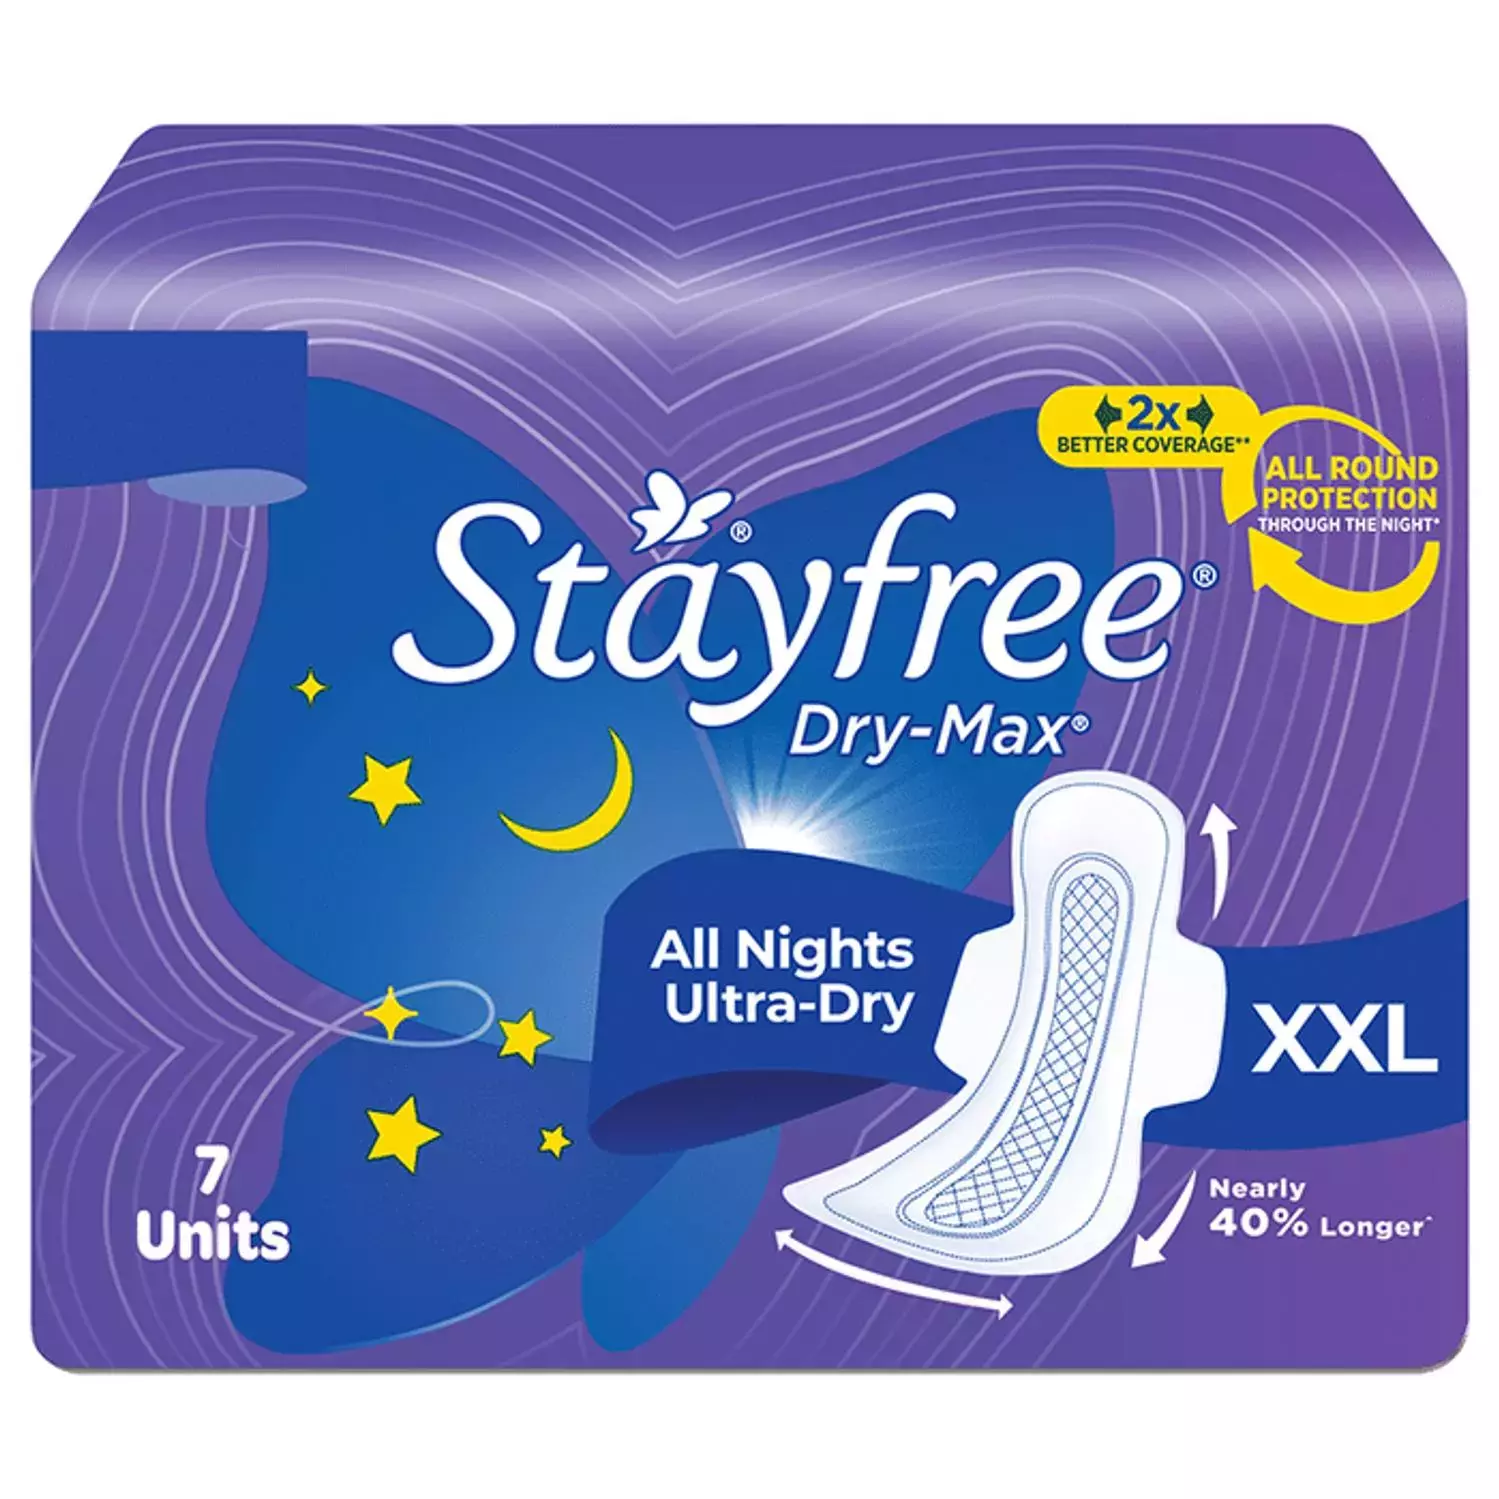 2x
BETTER COVERAGE**
ALL ROUND
PROTECTION
THROUGH THE NIGHT*
Stayfree®
Dry-Max®
All Nights
Ultra-Dry
XXL
Nearly
40% Longer^
7
Units